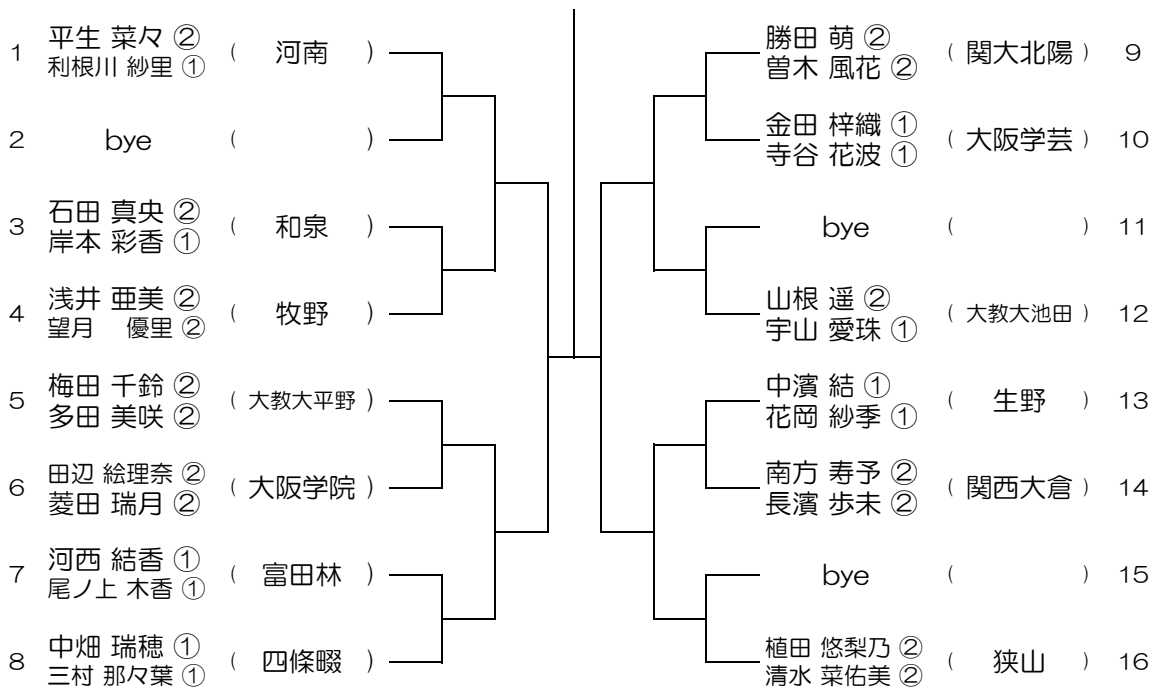 平生 菜々 ②
1 ( 河南 )
利根川 紗里 ①
2 bye ( )
石田 真央 ②
3 ( 和泉 )
岸本 彩香 ①
浅井 亜美 ②
4 ( 牧野 )
望月 優里 ②
梅田 千鈴 ②
5 ( 大教大平野 )
多田 美咲 ②
田辺 絵理奈 ②
6 ( 大阪学院 )
菱田 瑞月 ②
河西 結香 ①
7 ( 富田林 )
尾ノ上 木香 ①
中畑 瑞穂 ①
8 ( 四條畷 )
三村 那々葉 ①
勝田 萌 ②
( 関大北陽 ) 9
曽木 風花 ②
金田 梓織 ①
( 大阪学芸 ) 10
寺谷 花波 ①
bye ( ) 11
山根 遥 ②
( 大教大池田 ) 12
宇山 愛珠 ①
中濱 結 ①
( 生野 ) 13
花岡 紗季 ①
南方 寿予 ②
( 関西大倉 ) 14
長濱 歩未 ②
bye ( ) 15
植田 悠梨乃 ②
( 狭山 ) 16
清水 菜佑美 ②